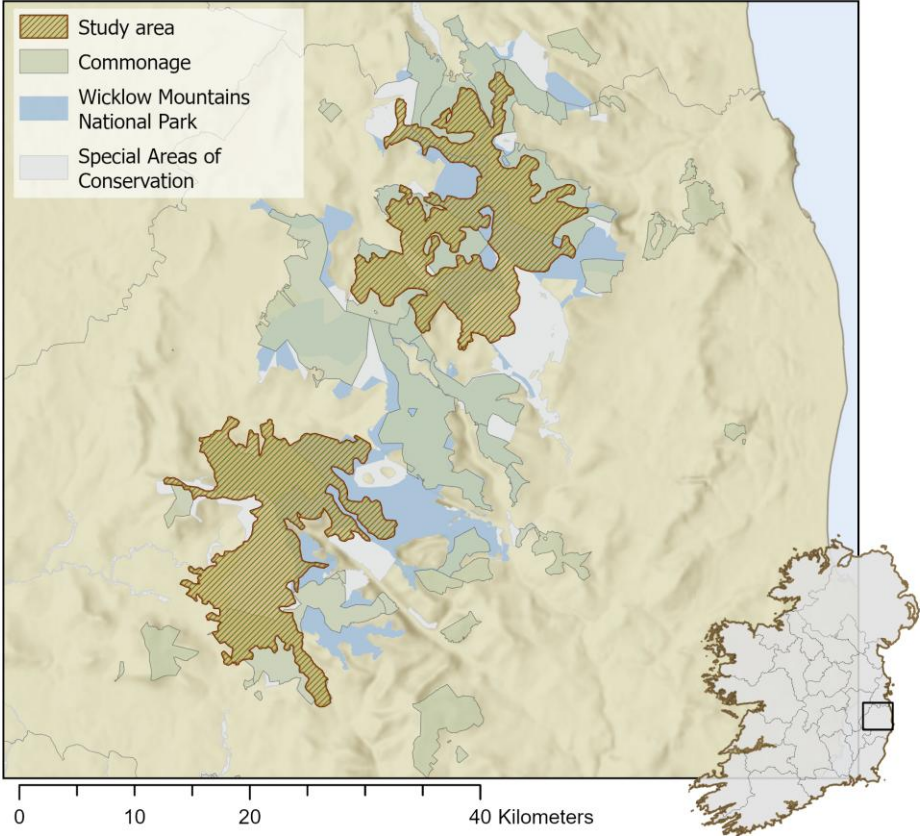 Study area
Commonage
Wicklow Mountains
National Park
Special Areas of
Conservation
0 10 20 40 Kilometers